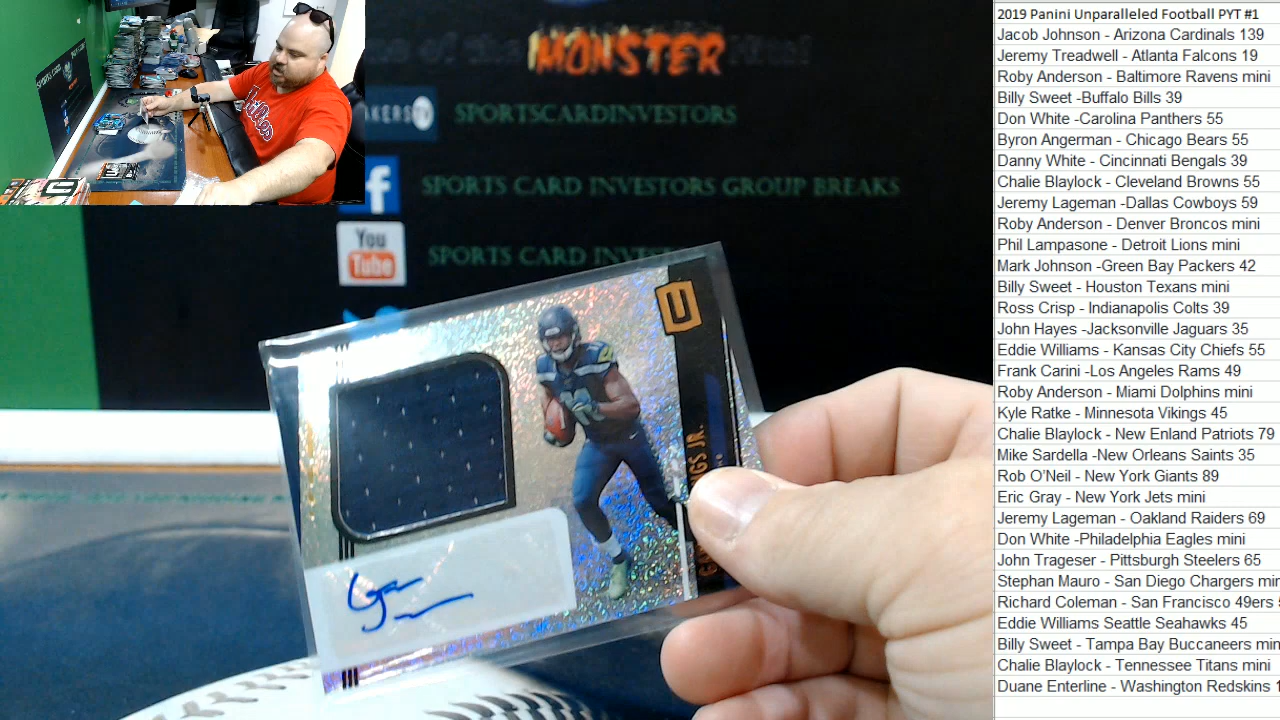 MONSTER
SPORTSCARDINVESTORS
SPORTS CARD INVESTORS GROUP BREAKS
You
Tube
SPORTS CARD INVES
U
GS JR.
2019 Panini Unparalleled Football PYT #1
Jacob Johnson - Arizona Cardinals 139
Jeremy Treadwell - Atlanta Falcons 19
Roby Anderson - Baltimore Ravens mini
Billy Sweet -Buffalo Bills 39
Don White -Carolina Panthers 55
Byron Angerman - Chicago Bears 55
Danny White - Cincinnati Bengals 39
Chalie Blaylock - Cleveland Browns 55
Jeremy Lageman -Dallas Cowboys 59
Roby Anderson - Denver Broncos mini
Phil Lampasone - Detroit Lions mini
Mark Johnson -Green Bay Packers 42
Billy Sweet - Houston Texans mini
Ross Crisp - Indianapolis Colts 39
John Hayes -Jacksonville Jaguars 35
Eddie Williams - Kansas City Chiefs 55
Frank Carini -Los Angeles Rams 49
Roby Anderson - Miami Dolphins mini
Kyle Ratke - Minnesota Vikings 45
Chalie Blaylock - New Enland Patriots 79
Mike Sardella -New Orleans Saints 35
Rob O'Neil - New York Giants 89
Eric Gray - New York Jets mini
Jeremy Lageman - Oakland Raiders 69
Don White -Philadelphia Eagles mini
John Trageser - Pittsburgh Steelers 65
Stephan Mauro - San Diego Chargers min
Richard Coleman - San Francisco 49ers
Eddie Williams Seattle Seahawks 45
Billy Sweet - Tampa Bay Buccaneers min
Chalie Blaylock - Tennessee Titans mini
Duane Enterline - Washington Redskins 1